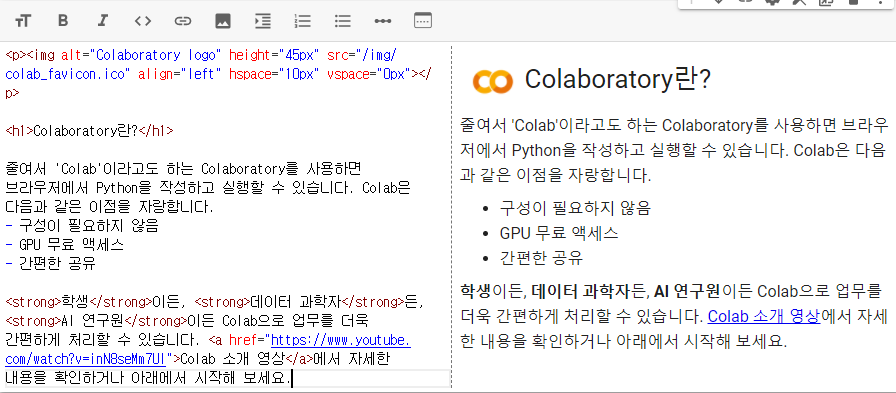 <p><img alt="Colaboratory logo" height="45px" src="/img/
colab_favicon.ico" align="left" hspace="10px" vspace="0px"></
p>
<h1>Colaboratory란?</h1>
줄여서 'Colab'이라고도 하는 Colaboratory를 사용하면
브라우저에서 Python을 작성하고 실행할 수 있습니다. Colab은
다음과 같은 이점을 자랑합니다.
- 구성이 필요하지 않음
- GPU 무료 액세스
- 간편한 공유
<strong>학생</strong>이든, <strong>데이터 과학자</strong>든,
<strong>AI 연구원</strong>이든 Colab으로 업무를 더욱
간편하게 처리할 수 있습니다. <a href="https://www.youtube.
com/watch?v=inN8seMm7UI">Colab 소개 영상</a>에서 자세한
내용을 확인하거나 아래에서 시작해 보세요.
Colaboratory란?
줄여서 'Colab'이라고도 하는 Colaboratory를 사용하면 브라우
저에서 Python을 작성하고 실행할 수 있습니다. Colab은 다음
과 같은 이점을 자랑합니다.
• 구성이 필요하지 않음
• GPU 무료 액세스
• 간편한 공유
학생이든, 데이터 과학자든, AI 연구원이든 Colab으로 업무를
더욱 간편하게 처리할 수 있습니다. Colab 소개 영상에서 자세
한 내용을 확인하거나 아래에서 시작해 보세요.